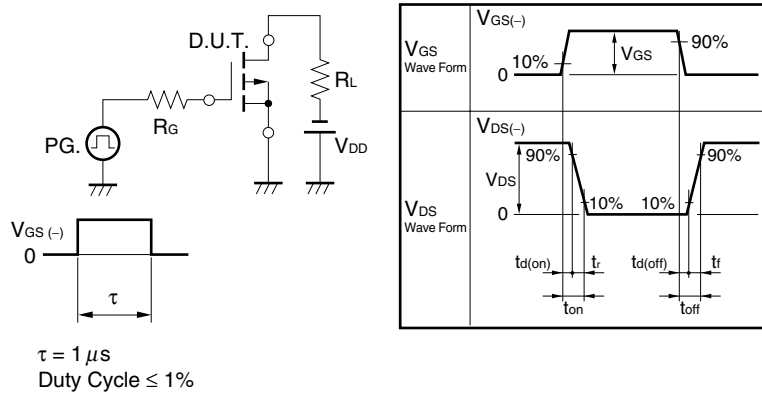 D.U.T.
RL
RG
PG.
VDD
VGS (−)
0
τ
τ = 1 μs
Duty Cycle ≤ 1%
VGS
Wave Form
VGS(−)
10%
VGS
90%
0
VDS
Wave Form
VDS(−)
90%
90%
VDS
10% 10%
0
td(on) tr td(off) tf
ton toff